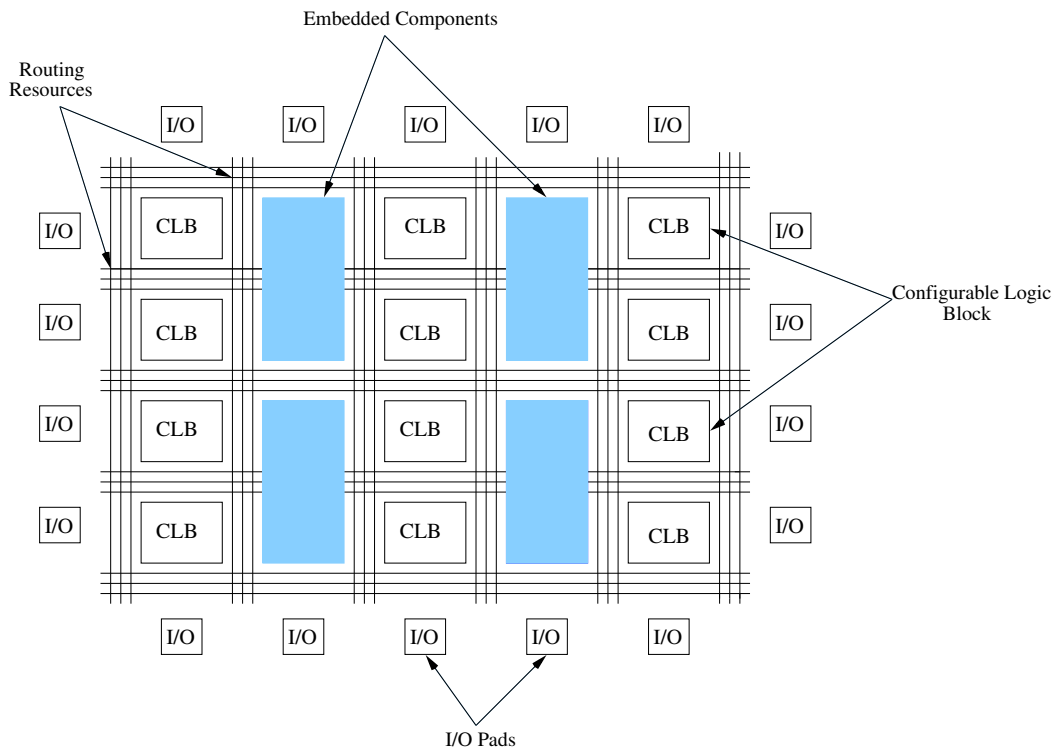 Embedded Components
Routing
Resources
I/O I/O I/O I/O I/O
I/O CLB CLB CLB I/O
Configurable Logic
Block
I/O CLB CLB CLB I/O
I/O CLB CLB CLB I/O
I/O CLB CLB CLB I/O
I/O I/O I/O I/O I/O
I/O Pads